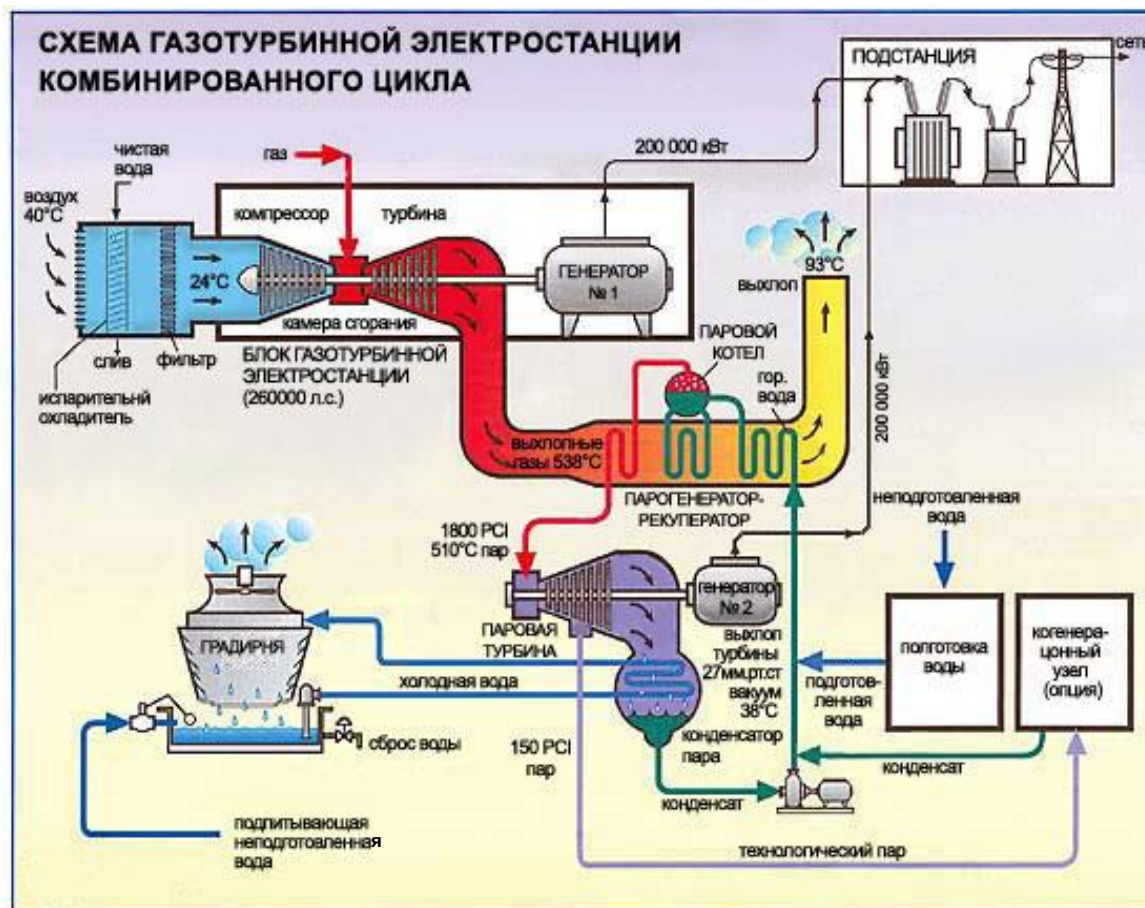 СХЕМА ГАЗОТУРБИННОЙ ЭЛЕКТРОСТАНЦИИ
КОМБИНИРОВАННОГО ЦИКЛА
ПОДСТАНЦИЯ
сеть
чистая
вода
газ
200 000 кВт
воздух
40°C
компрессор
турбина
24°C
ГЕНЕРАТОР
№ 1
93°C
выхлоп
камера сгорания
слив
фильтр
БЛОК ГАЗОТУРБИННОЙ
ЭЛЕКТРОСТАНЦИИ
(260000 л.с.)
испарительнй
охладитель
ПАРОВОЙ
КОТЕЛ
гор.
вода
200 000 кВт
выхлопные
газы 538°C
ПАРОГЕНЕРАТОР-
РЕКУПЕРАТОР
неподготовленная
вода
1800 PCI
510°C пар
генератор
№ 2
ГРАДИРНЯ
ПАРОВАЯ
ТУРБИНА
выхлоп
турбины
27мм.рт.ст
вакуум
38°C
полготовка
воды
когенера-
цонный
узел
(опция)
холодная вода
подготов-
ленная
вода
сброс воды
150 PCI
пар
конденсатор
пара
конденсат
конденсат
подпитывающая
неподготовленная
вода
технологический пар